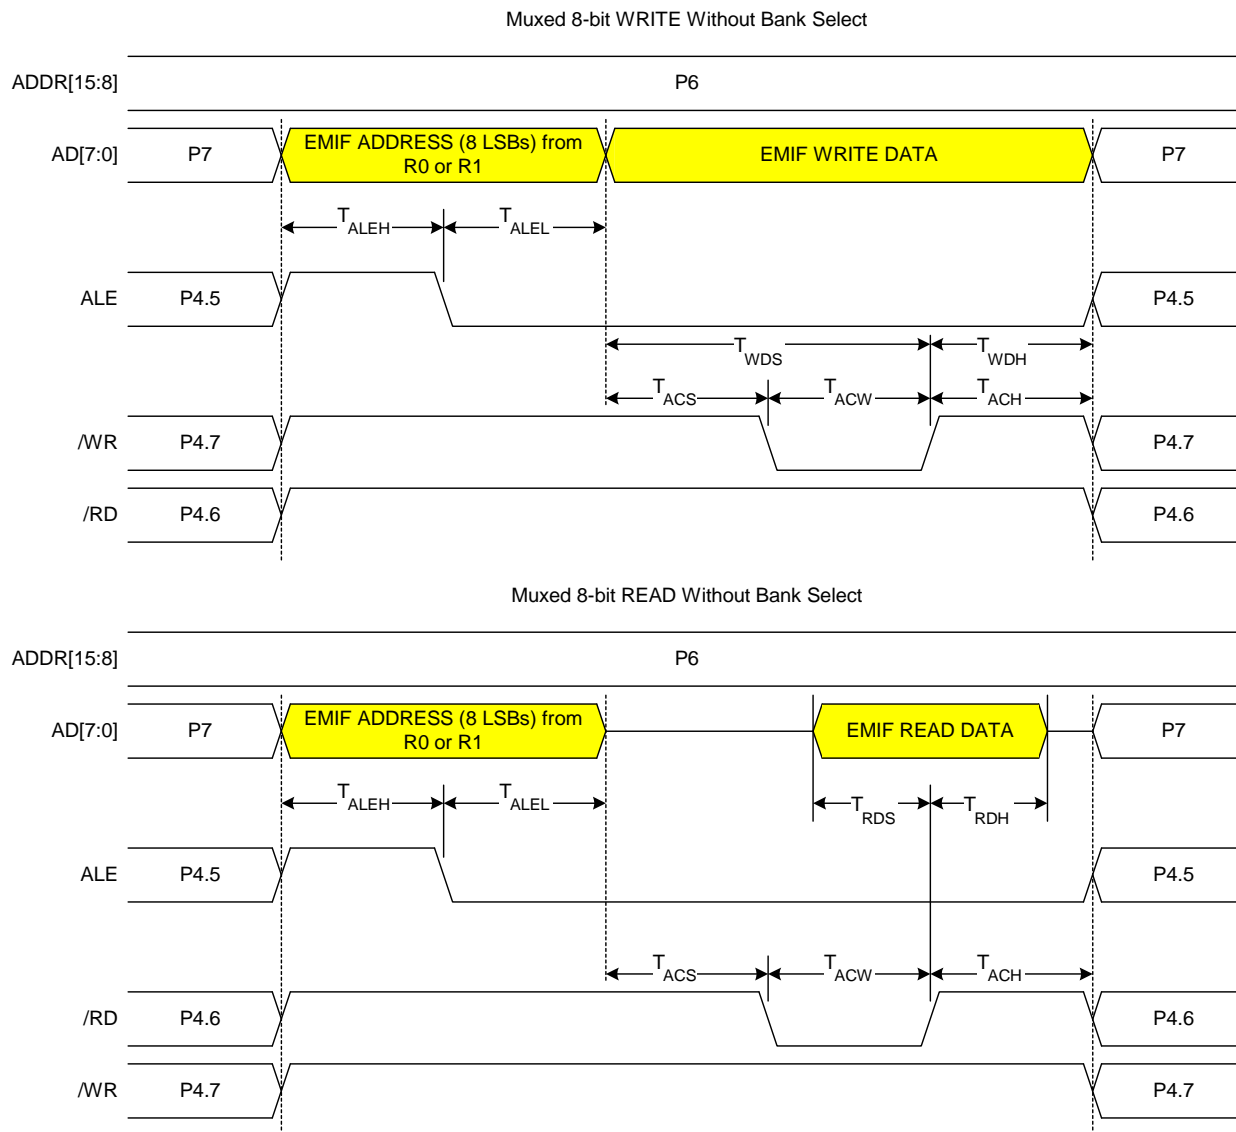 Muxed 8-bit WRITE Without Bank Select
ADDR[15:8] P6
AD[7:0] P7 EMIF ADDRESS (8 LSBs) from
R0 or R1 EMIF WRITE DATA P7
TALEH TALEL
ALE P4.5 P4.5
TWDS TWDH
TACS TACW TACH
/WR P4.7 P4.7
/RD P4.6 P4.6
Muxed 8-bit READ Without Bank Select
ADDR[15:8] P6
AD[7:0] P7 EMIF ADDRESS (8 LSBs) from
R0 or R1 EMIF READ DATA P7
TALEH TALEL TRDS TRDH
ALE P4.5 P4.5
TACS TACW TACH
/RD P4.6 P4.6
/WR P4.7 P4.7